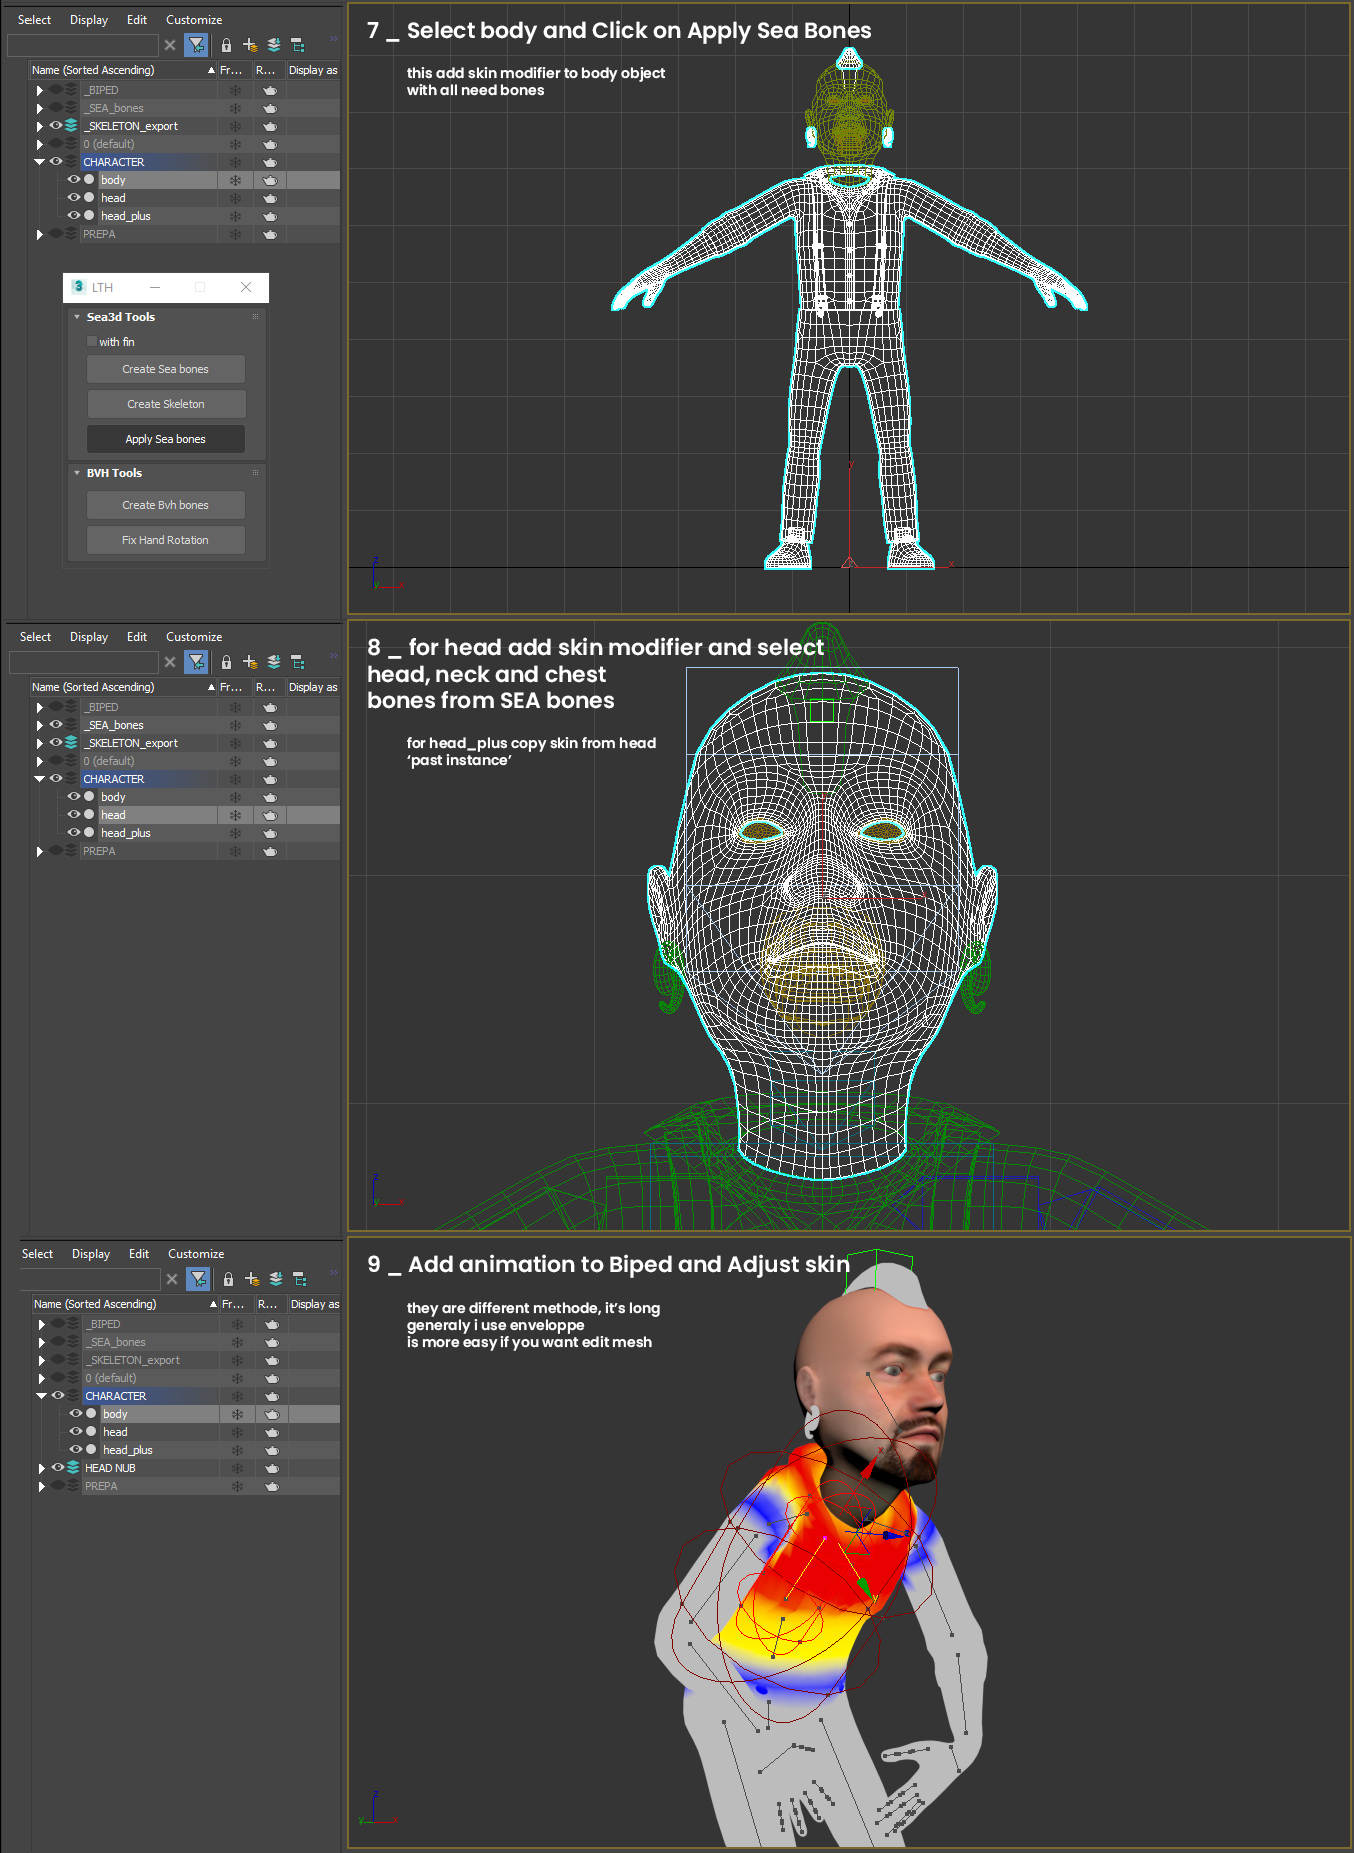 Select Display Edit Customize
Name (Sorted Ascending) Fr... R... Display as
_BIPED
_SEA_bones
_SKELETON_export
0 (default)
CHARACTER
body
head
head_plus
PREPA
3 LTH
Sea3d Tools
with fin
Create Sea bones
Create Skeleton
Apply Sea bones
BVH Tools
Create Bvh bones
Fix Hand Rotation
7 _ Select body and Click on Apply Sea Bones
this add skin modifier to body object
with all need bones
y
x
z
y
x
Select Display Edit Customize
Name (Sorted Ascending) Fr... R... Display as
_BIPED
_SEA_bones
_SKELETON_export
0 (default)
CHARACTER
body
head
head_plus
PREPA
8 _ for head add skin modifier and select
head, neck and chest
bones from SEA bones
for head_plus copy skin from head
‘past instance’
z
y
x
Select Display Edit Customize
Name (Sorted Ascending) Fr... R... Display as
_BIPED
_SEA_bones
_SKELETON_export
0 (default)
CHARACTER
body
head
head_plus
HEAD NUB
PREPA
9 _ Add animation to Biped and Adjust skin
they are different methode, it’s long
generaly i use enveloppe
is more easy if you want edit mesh
x
y
z
y
x